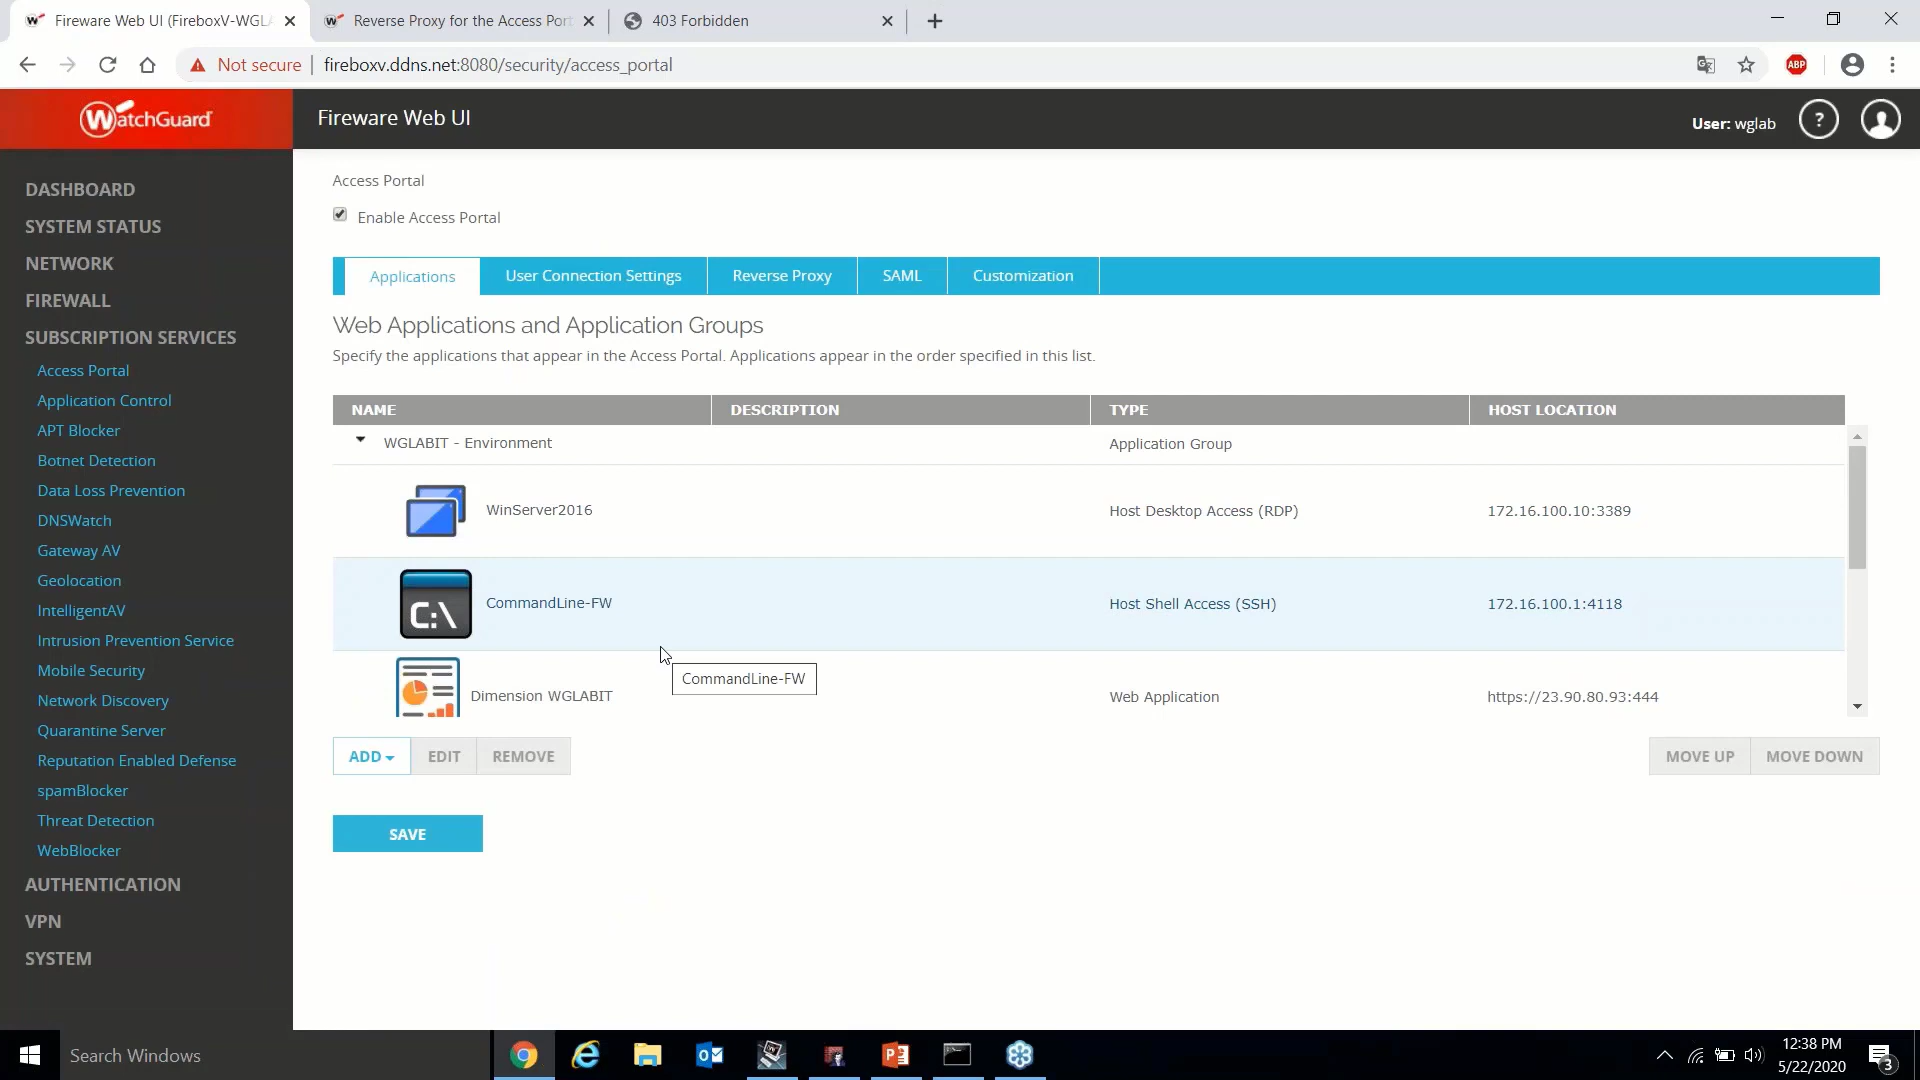 Fireware Web UI (FireboxV-WGLA
Reverse Proxy for the Access Port
403 Forbidden
Not secure
fireboxv.ddns.net:8080/security/access_portal
ABP
WatchGuard
Fireware Web UI
User: wglab
?
DASHBOARD
SYSTEM STATUS
NETWORK
FIREWALL
SUBSCRIPTION SERVICES
Access Portal
Application Control
APT Blocker
Botnet Detection
Data Loss Prevention
DNSWatch
Gateway AV
Geolocation
IntelligentAV
Intrusion Prevention Service
Mobile Security
Network Discovery
Quarantine Server
Reputation Enabled Defense
spamBlocker
Threat Detection
WebBlocker
AUTHENTICATION
VPN
SYSTEM
Access Portal
Enable Access Portal
Applications
User Connection Settings
Reverse Proxy
SAML
Customization
Web Applications and Application Groups
Specify the applications that appear in the Access Portal. Applications appear in the order specified in this list.
NAME DESCRIPTION TYPE HOST LOCATION
WGLABIT - Environment Application Group
WinServer2016 Host Desktop Access (RDP) 172.16.100.10:3389
C:\ CommandLine-FW Host Shell Access (SSH) 172.16.100.1:4118
CommandLine-FW
Dimension WGLABIT Web Application https://23.90.80.93:444
ADD EDIT REMOVE MOVE UP MOVE DOWN
SAVE
Search Windows
12:38 PM
5/22/2020
3